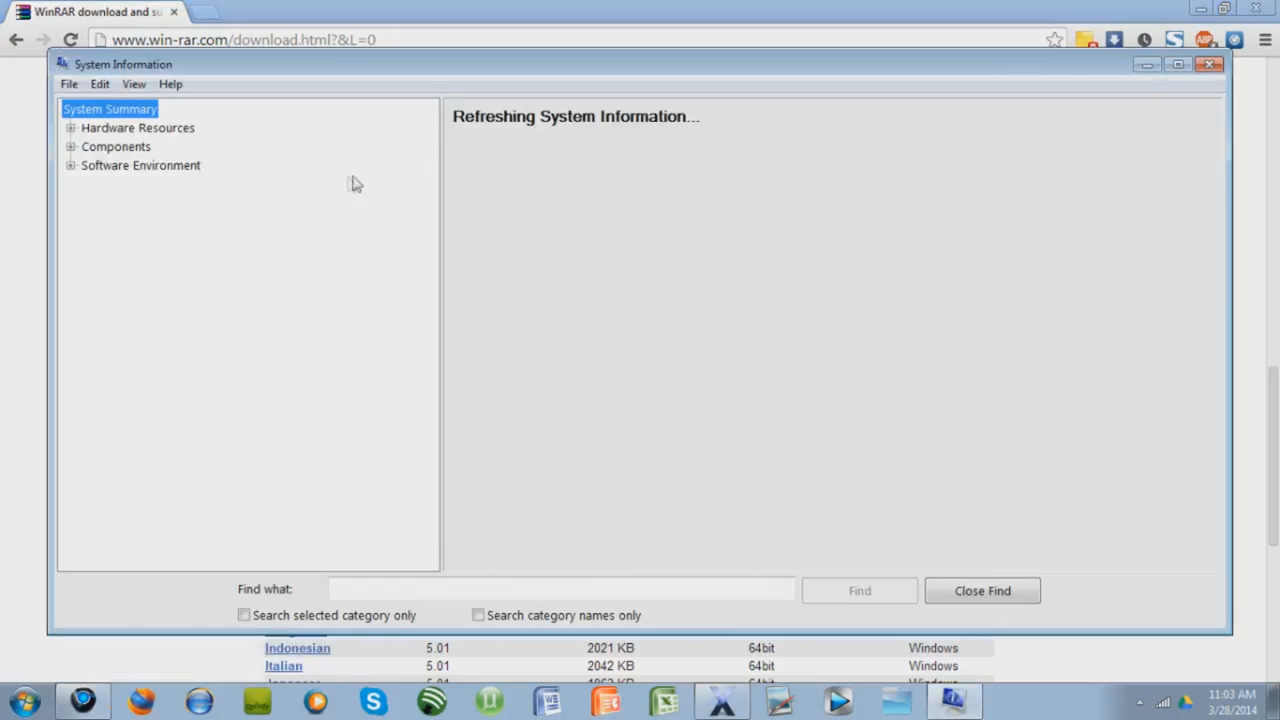 WinRAR download and su
www.win-rar.com/download.html?&L=0
ABP
System Information
File Edit View Help
System Summary
Hardware Resources
Components
Software Environment
Refreshing System Information...
Find what:
Find
Close Find
Search selected category only
Search category names only
Indonesian 5.01 2021 KB 64bit Windows
Italian 5.01 2042 KB 64bit Windows
11:03 AM
3/28/2014